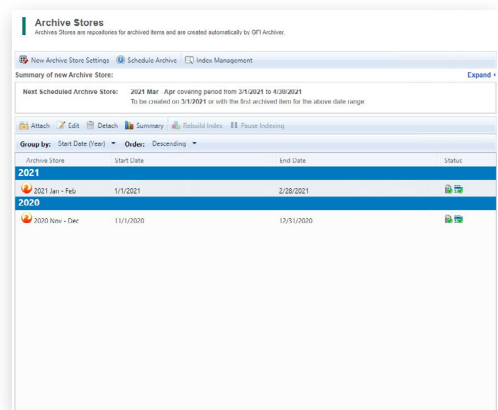 Archive Stores
Archives Stores are repositories for archived items and are created automatically by GFI Archiver.
New Archive Store Settings Schedule Archive Index Management
Summary of new Archive Store: Expand
Next Scheduled Archive Store: 2021 Mar - Apr covering period from 3/1/2021 to 4/30/2021
To be created on 3/1/2021 or with the first archived item for the above date range.
Attach Edit Detach Summary Rebuild Index Pause Indexing
Group by: Start Date (Year) Order: Descending
Archive Store Start Date End Date Status
2021
2021 Jan - Feb 1/1/2021 2/28/2021
2020
2020 Nov - Dec 11/1/2020 12/31/2020